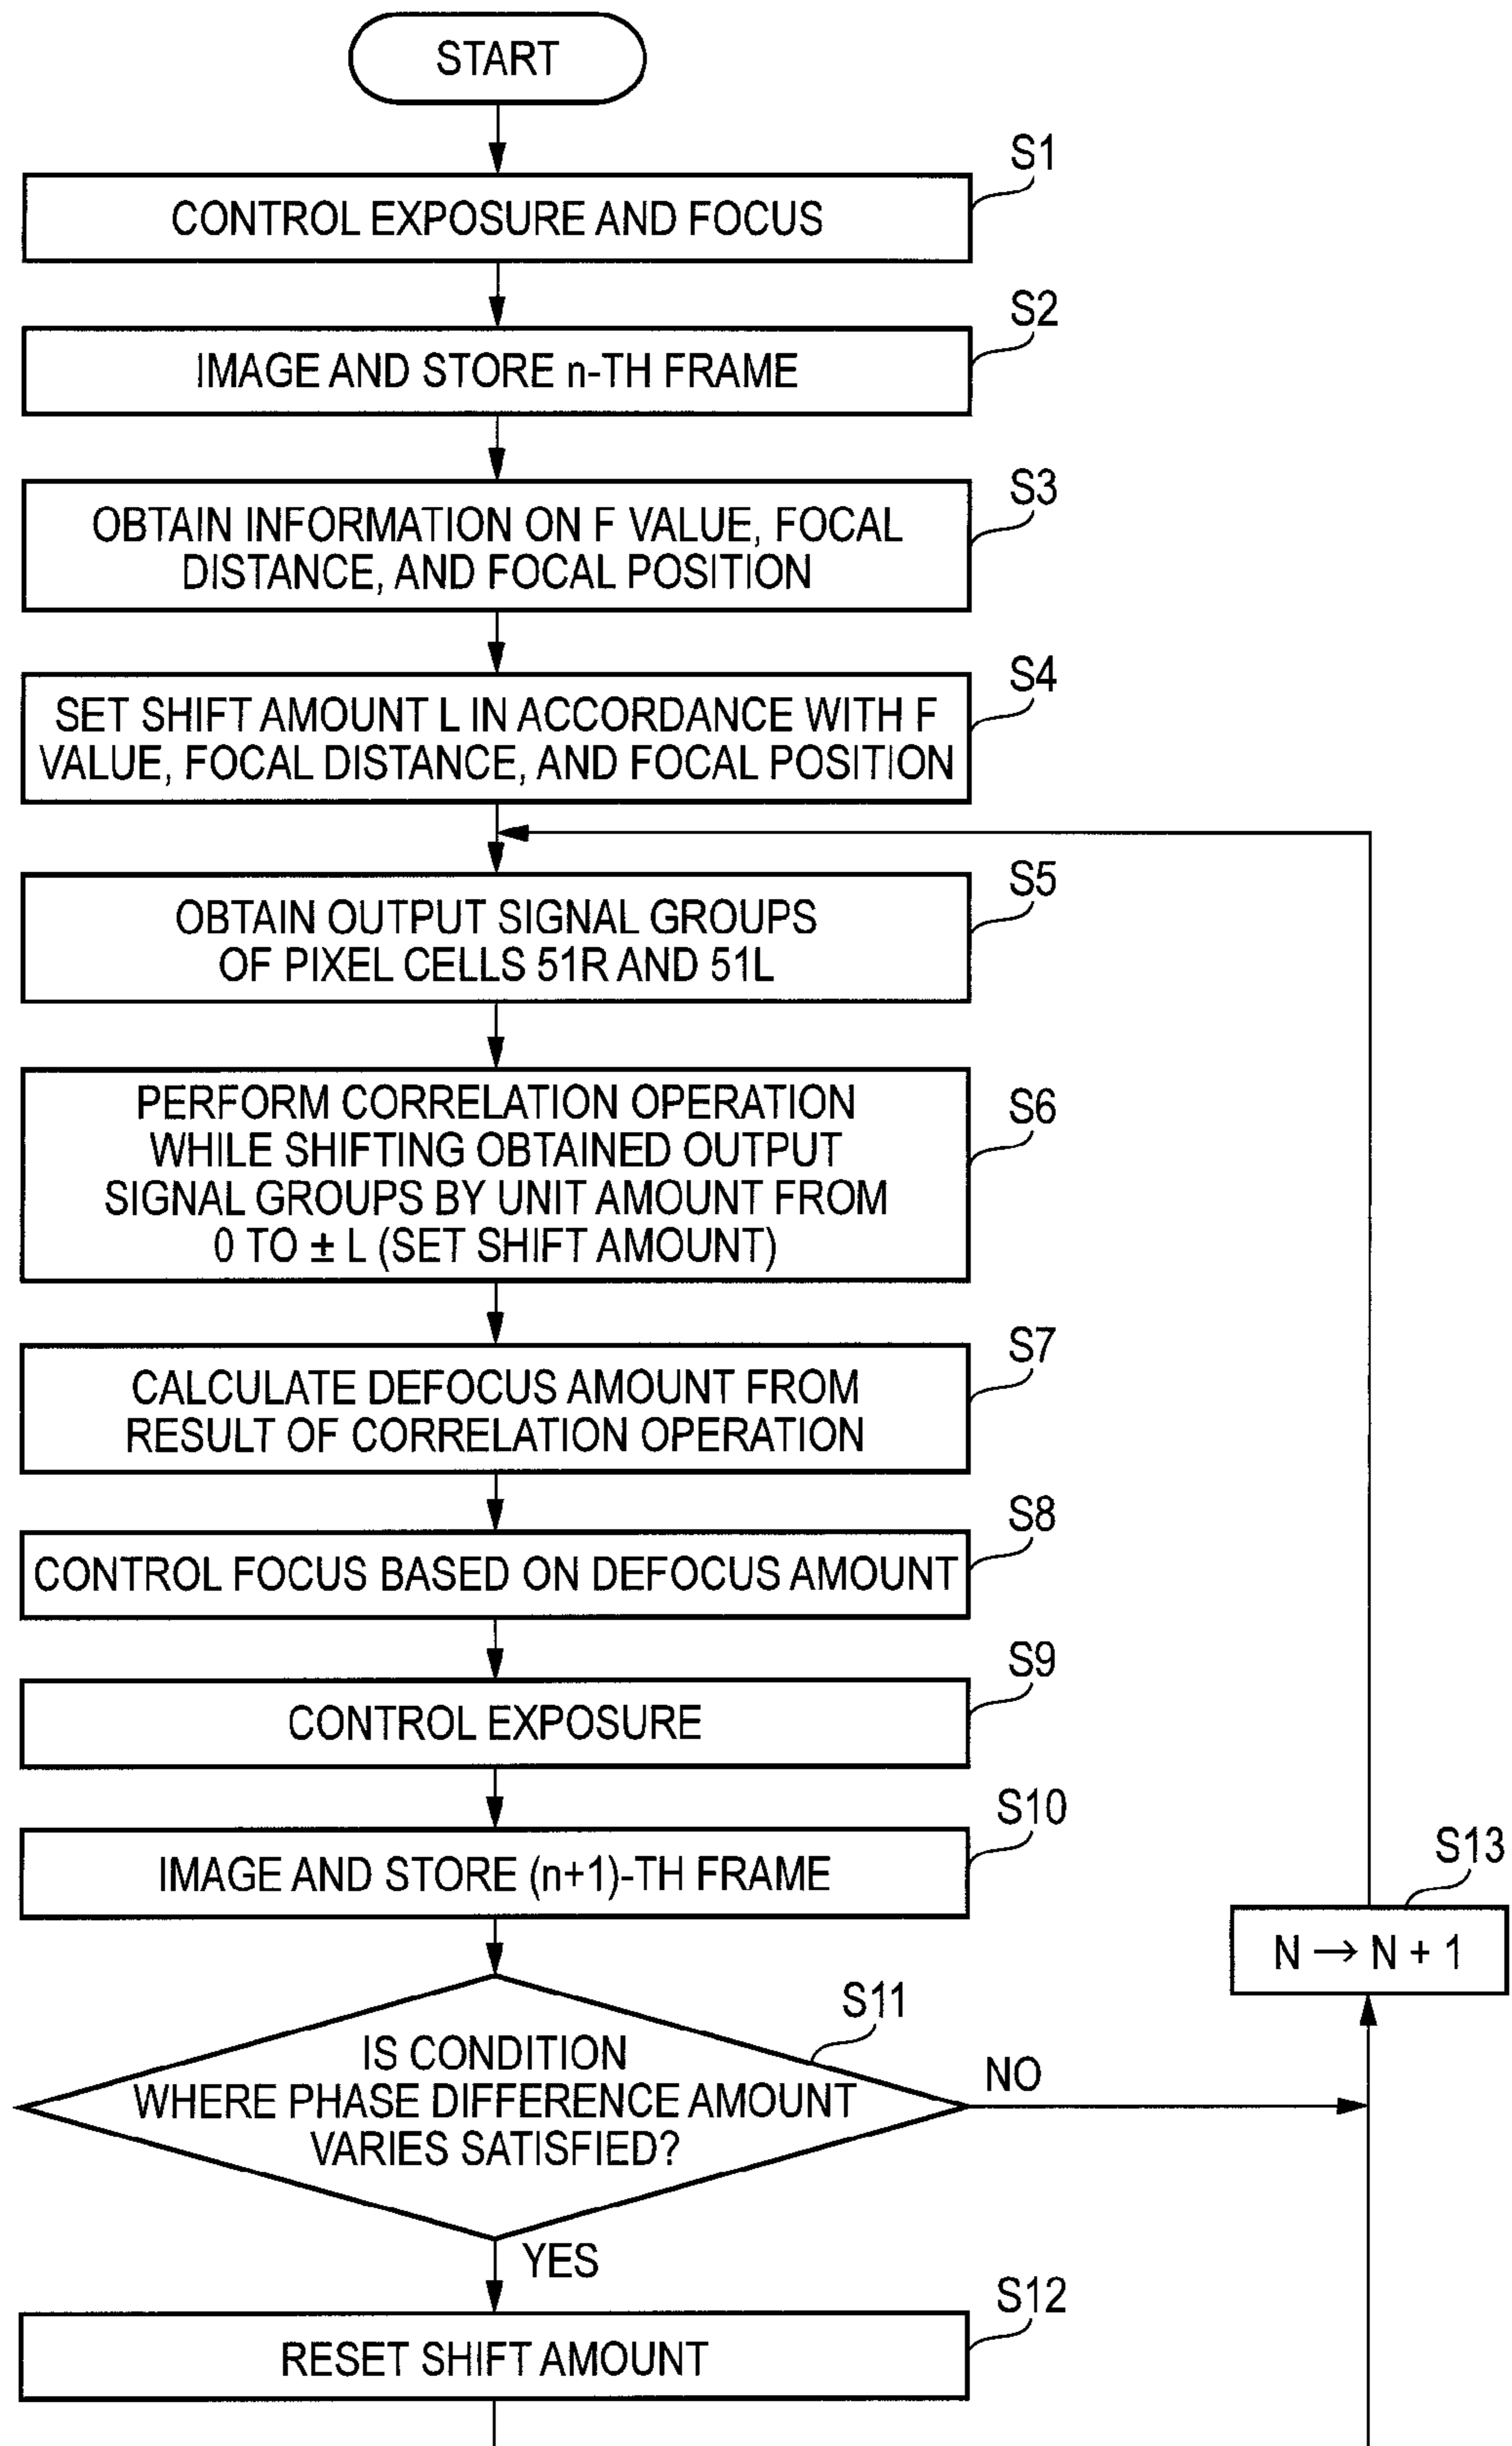 START
S1
CONTROL EXPOSURE AND FOCUS
S2
IMAGE AND STORE n-TH FRAME
S3
OBTAIN INFORMATION ON F VALUE, FOCAL
DISTANCE, AND FOCAL POSITION
S4
SET SHIFT AMOUNT L IN ACCORDANCE WITH F
VALUE, FOCAL DISTANCE, AND FOCAL POSITION
S5
OBTAIN OUTPUT SIGNAL GROUPS
OF PIXEL CELLS 51R AND 51L
S6
PERFORM CORRELATION OPERATION
WHILE SHIFTING OBTAINED OUTPUT
SIGNAL GROUPS BY UNIT AMOUNT FROM
0 TO ± L (SET SHIFT AMOUNT)
S7
CALCULATE DEFOCUS AMOUNT FROM
RESULT OF CORRELATION OPERATION
S8
CONTROL FOCUS BASED ON DEFOCUS AMOUNT
S9
CONTROL EXPOSURE
S10
IMAGE AND STORE (n+1)-TH FRAME
S13
N → N + 1
S11
IS CONDITION
WHERE PHASE DIFFERENCE AMOUNT
VARIES SATISFIED?
NO
YES
S12
RESET SHIFT AMOUNT